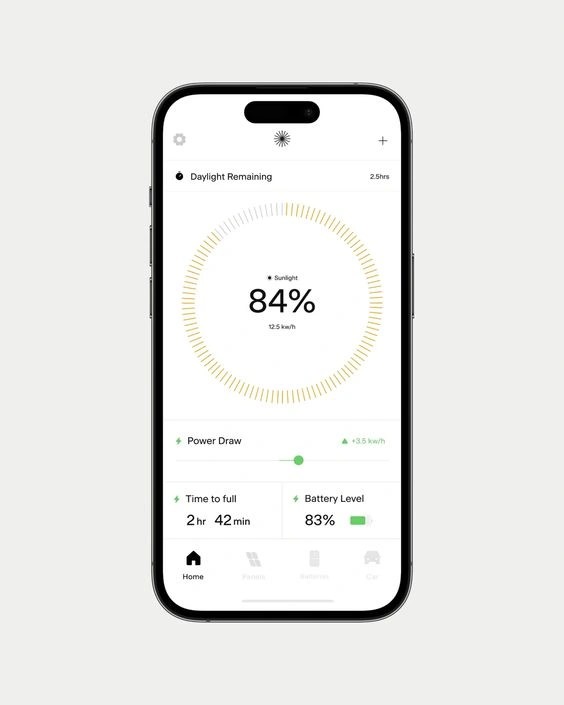 Daylight Remaining 2.5hrs
Sunlight
84%
12.5 kw/h
Power Draw +3.5 kw/h
Time to full
2 hr 42 min
Battery Level
83%
Home Panels Batteries Car